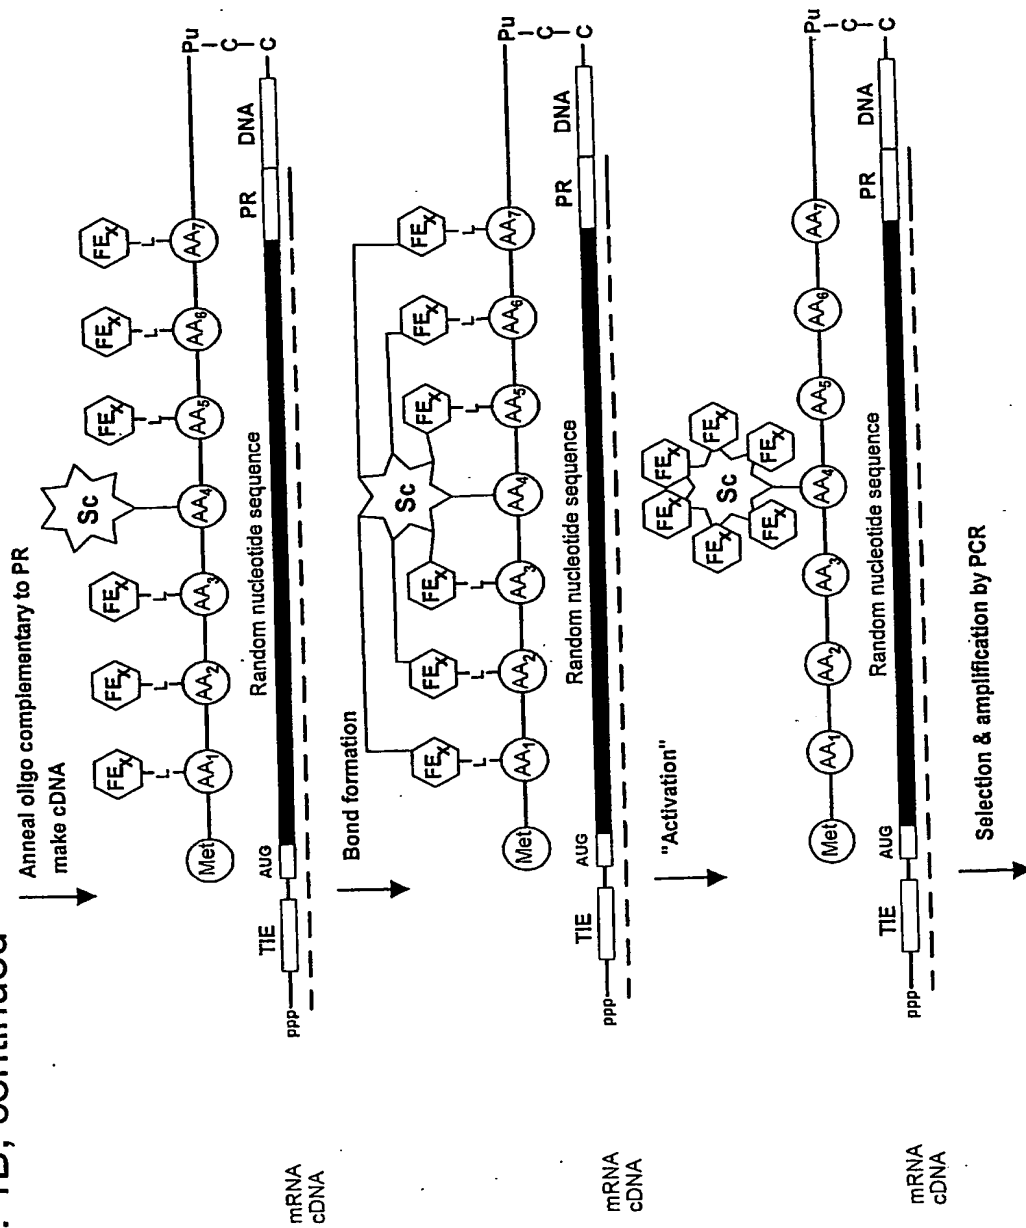 1B, continued
Anneal oligo complementary to PR
make cDNA
Sc
FEX FEX FEX FEX FEX FEX
L L L L L L
Met AA1 AA2 AA3 AA4 AA5 AA6 AA7 Pu
C
C
Random nucleotide sequence
TIE AUG PR DNA
ppp
mRNA
cDNA
Bond formation
Sc
FEX FEX FEX FEX FEX FEX
L L L L L L
Met AA1 AA2 AA3 AA4 AA5 AA6 AA7 Pu
C
C
Random nucleotide sequence
TIE AUG PR DNA
ppp
mRNA
cDNA
"Activation"
FEX FEX
FEX Sc FEX
FEX FEX
Met AA1 AA2 AA3 AA4 AA5 AA6 AA7 Pu
C
C
Random nucleotide sequence
TIE AUG PR DNA
ppp
mRNA
cDNA
Selection & amplification by PCR